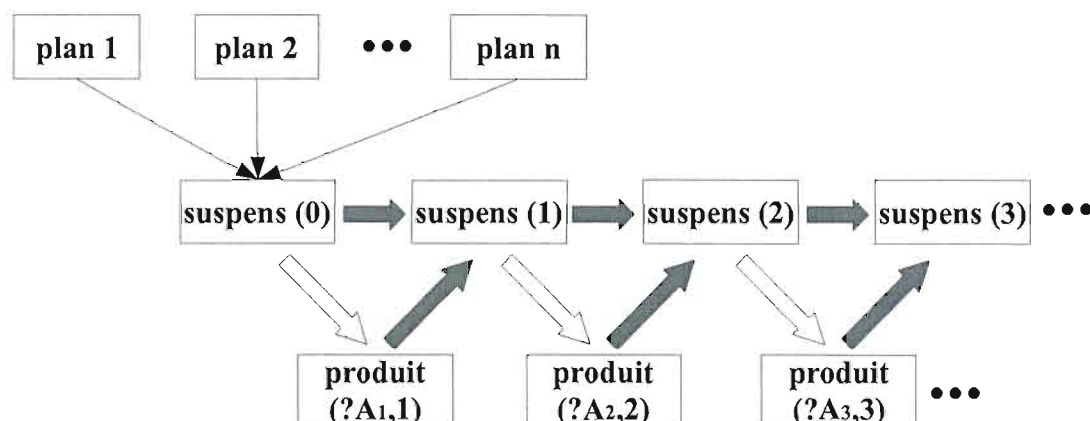 plan 1 plan 2 ••• plan n
suspens (0) suspens (1) suspens (2) suspens (3) •••
produit produit produit
(?A1,1) (?A2,2) (?A3,3) •••